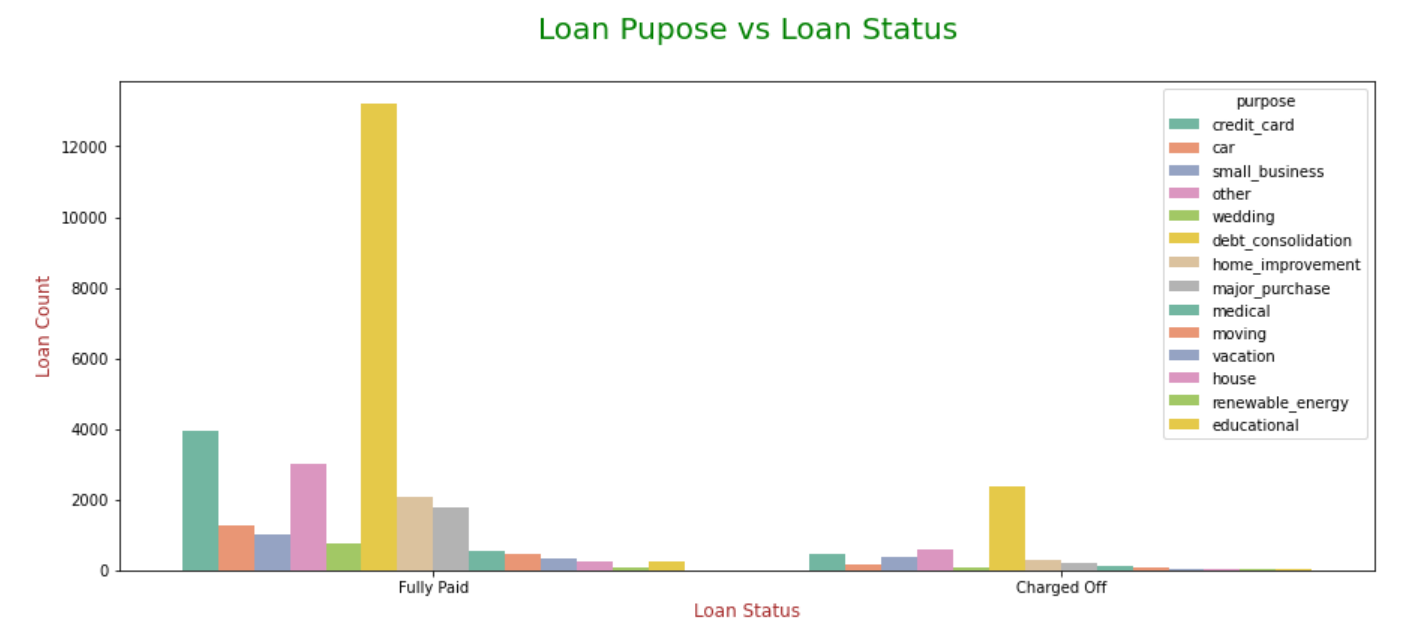 Loan Pupose vs Loan Status
Loan Count
12000
10000
8000
6000
4000
2000
0
purpose
credit_card
car
small_business
other
wedding
debt_consolidation
home_improvement
major_purchase
medical
moving
vacation
house
renewable_energy
educational
Fully Paid
Charged Off
Loan Status